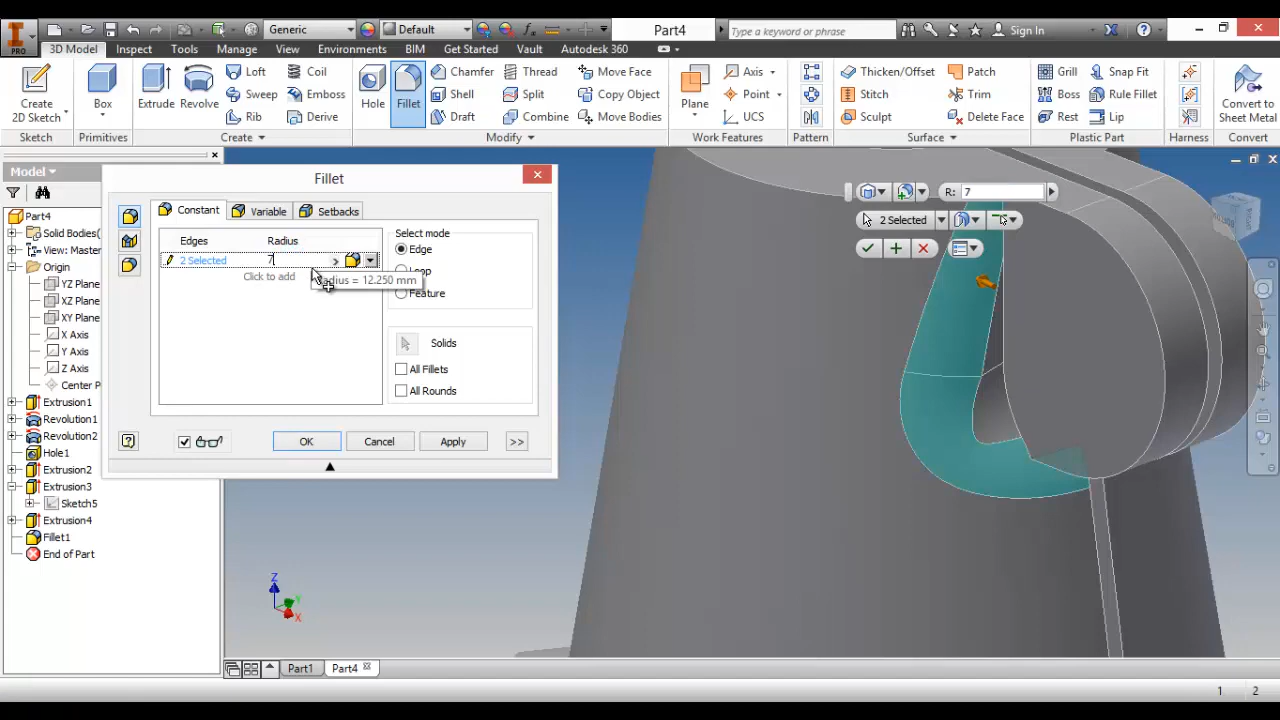 Generic
Default
Part4
Type a keyword or phrase
Sign In
PRO
3D Model
Inspect
Tools
Manage
View
Environments
BIM
Get Started
Vault
Autodesk 360
Create
2D Sketch
Box
Extrude
Revolve
Loft
Sweep
Rib
Coil
Emboss
Derive
Hole
Fillet
Chamfer
Shell
Draft
Thread
Split
Combine
Move Face
Copy Object
Move Bodies
Plane
Axis
Point
UCS
Thicken/Offset
Stitch
Sculpt
Patch
Trim
Delete Face
Grill
Boss
Rest
Snap Fit
Rule Fillet
Lip
Convert to
Sheet Metal
Sketch
Primitives
Create
Modify
Work Features
Pattern
Surface
Plastic Part
Harness
Convert
Model
Part4
Solid Bodies(
View: Master
Origin
YZ Plane
XZ Plane
XY Plane
X Axis
Y Axis
Z Axis
Center P
Extrusion1
Revolution1
Revolution2
Hole1
Extrusion2
Extrusion3
Sketch5
Extrusion4
Fillet1
End of Part
Fillet
Constant
Variable
Setbacks
Edges
Radius
2 Selected
7
Click to add
Radius = 12.250 mm
Select mode
Edge
Loop
Feature
Solids
All Fillets
All Rounds
OK
Cancel
Apply
>>
R: 7
2 Selected
Z
Y
X
Part1
Part4
1
2